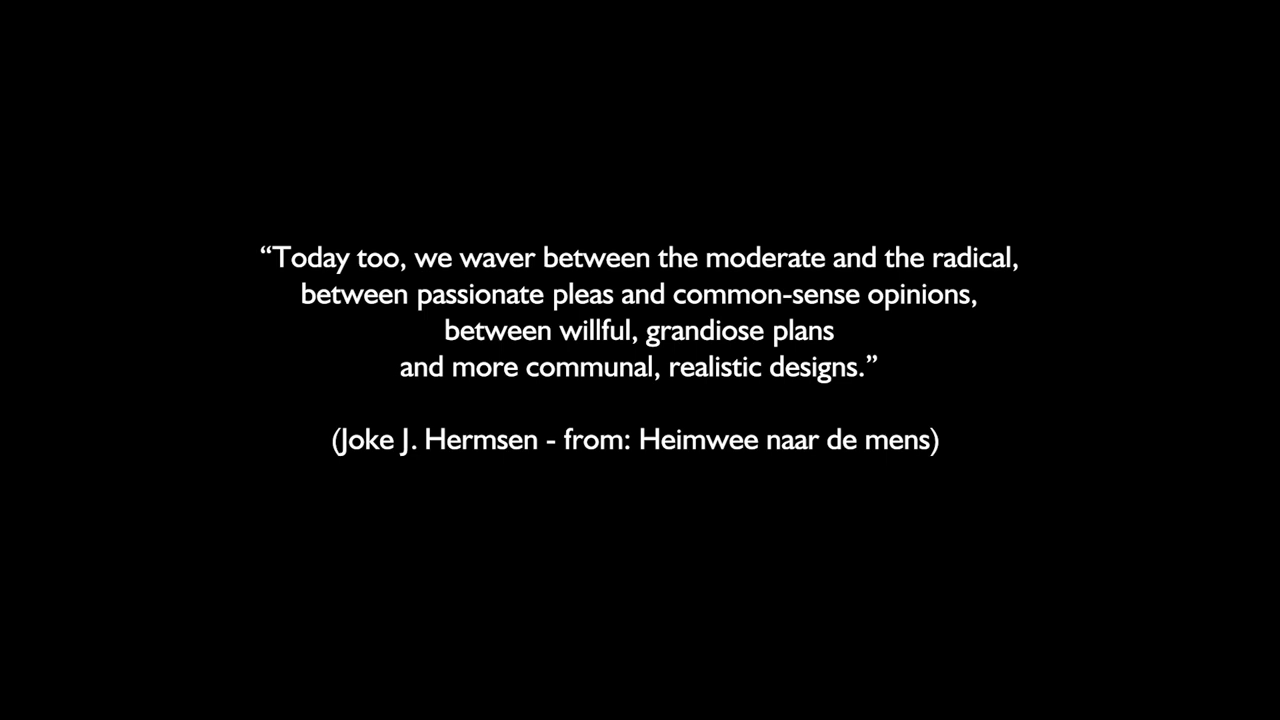 “Today too, we waver between the moderate and the radical,
between passionate pleas and common-sense opinions,
between willful, grandiose plans
and more communal, realistic designs.”
(Joke J. Hermsen - from: Heimwee naar de mens)